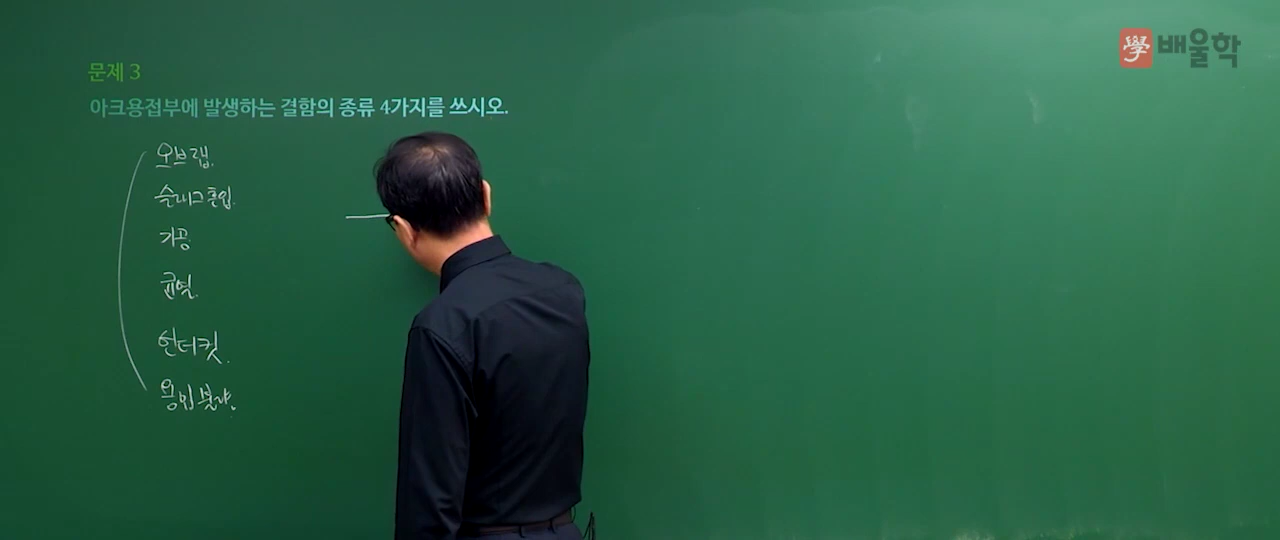 學 배울학
문제 3
아크용접부에 발생하는 결함의 종류 4가지를 쓰시오.
오브랩.
슬래그혼입.
기공
균열.
언더컷.
용입불량.